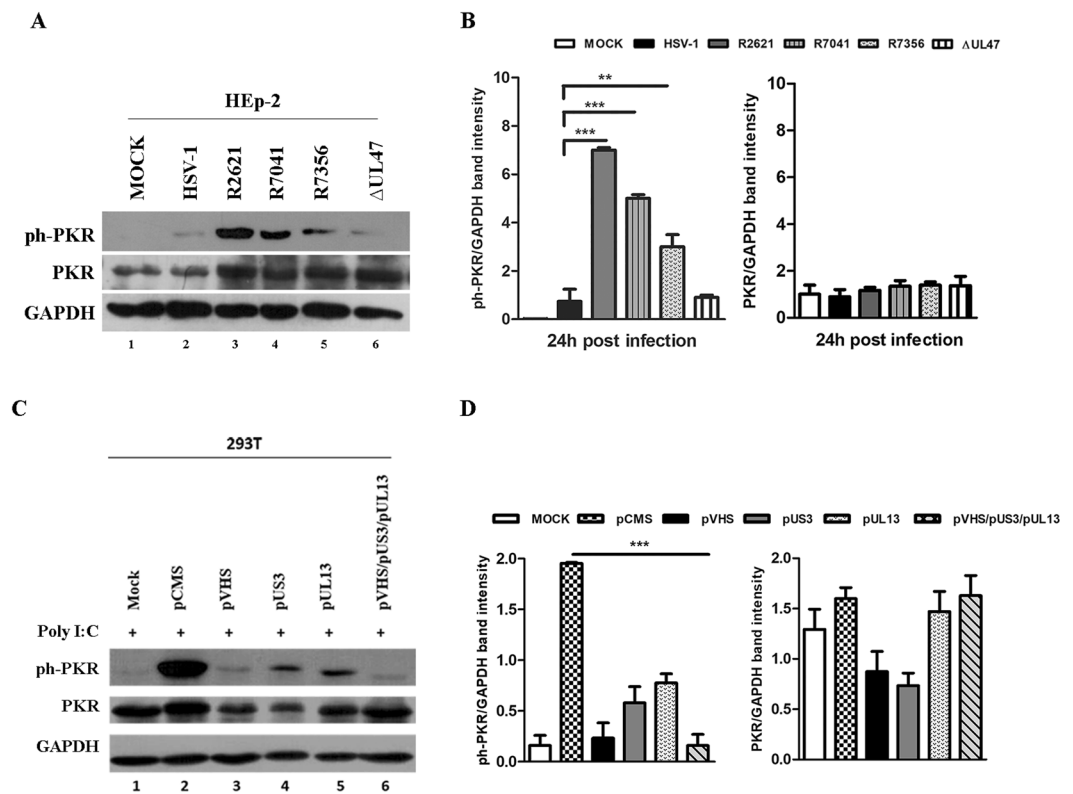 A
HEp-2
MOCK
HSV-1
R2621
R7041
R7356
ΔUL47
ph-PKR
PKR
GAPDH
1 2 3 4 5 6
B
MOCK HSV-1 R2621 R7041 R7356 ΔUL47
ph-PKR/GAPDH band intensity
10
8
6
4
2
0
**
***
***
24h post infection
PKR/GAPDH band intensity
10
8
6
4
2
0
24h post infection
C
293T
Mock
pCMS
pVHS
pUS3
pUL13
pVHS/pUS3/pUL13
Poly I:C + + + + + +
ph-PKR
PKR
GAPDH
1 2 3 4 5 6
D
MOCK pCMS pVHS pUS3 pUL13 pVHS/pUS3/pUL13
ph-PKR/GAPDH band intensity
2.0
1.5
1.0
0.5
0.0
***
PKR/GAPDH band intensity
2.0
1.5
1.0
0.5
0.0